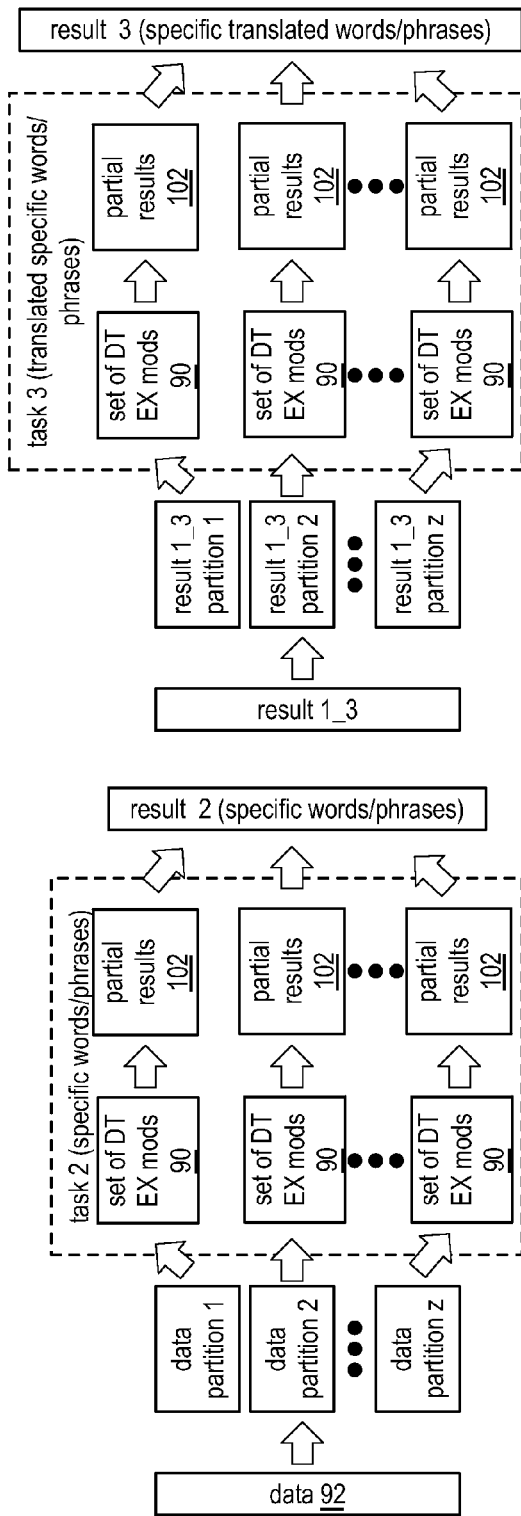 task 2 (specific words/phrases)
data 92
data
partition 1
data
partition 2
data
partition z
set of DT
EX mods
90
set of DT
EX mods
90
set of DT
EX mods
90
partial
results
102
partial
results
102
partial
results
102
result 2 (specific words/phrases)
task 3 (translated specific words/
phrases)
result 1_3
result 1_3
partition 1
result 1_3
partition 2
result 1_3
partition z
set of DT
EX mods
90
set of DT
EX mods
90
set of DT
EX mods
90
partial
results
102
partial
results
102
partial
results
102
result 3 (specific translated words/phrases)